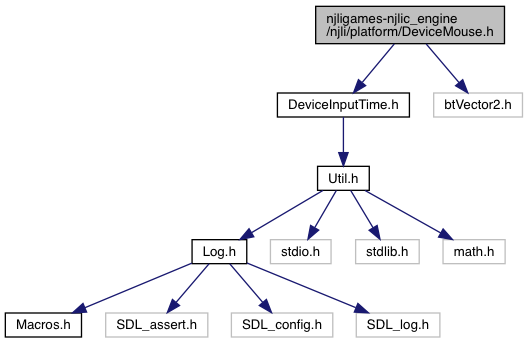 njligames-njlic_engine
/njli/platform/DeviceMouse.h
DeviceInputTime.h
btVector2.h
Util.h
Log.h
stdio.h
stdlib.h
math.h
Macros.h
SDL_assert.h
SDL_config.h
SDL_log.h